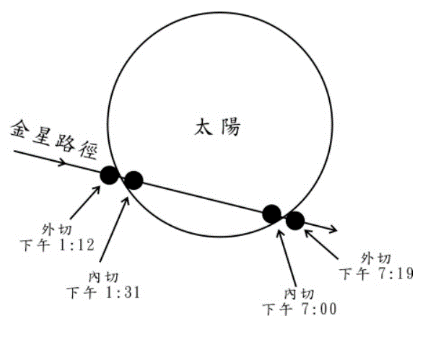 太陽
金星路徑
外切
下午 1:12
內切
下午 1:31
內切
下午 7:00
外切
下午 7:19